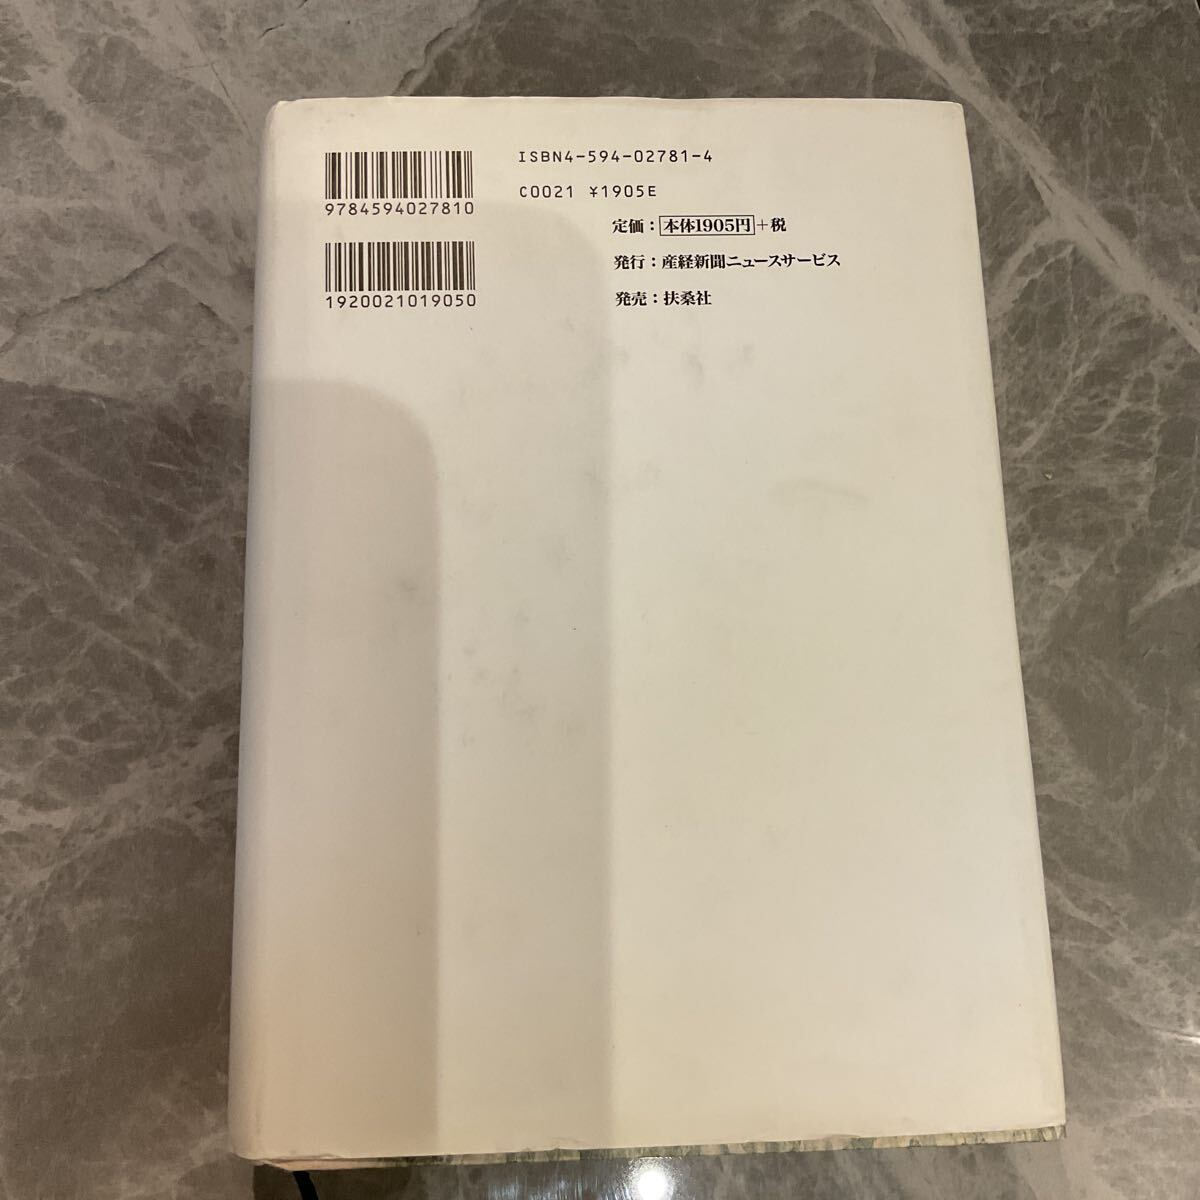 ISBN4-594-02781-4
C0021 ¥1905E
9784594027810
定価：本体1905円＋税
発行：産経新聞ニュースサービス
1920021019050
発売：扶桑社